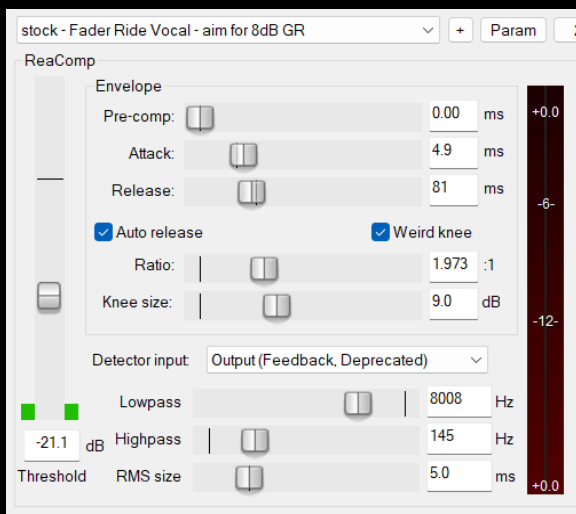 stock - Fader Ride Vocal - aim for 8dB GR + Param 2
ReaComp
Envelope
Pre-comp: 0.00 ms +0.0
Attack: 4.9 ms
Release: 81 ms -6-
Auto release Weird knee
Ratio: 1.973 :1
Knee size: 9.0 dB
-12-
Detector input: Output (Feedback, Deprecated)
Lowpass 8008 Hz
-21.1 dB Highpass 145 Hz
Threshold RMS size 5.0 ms +0.0